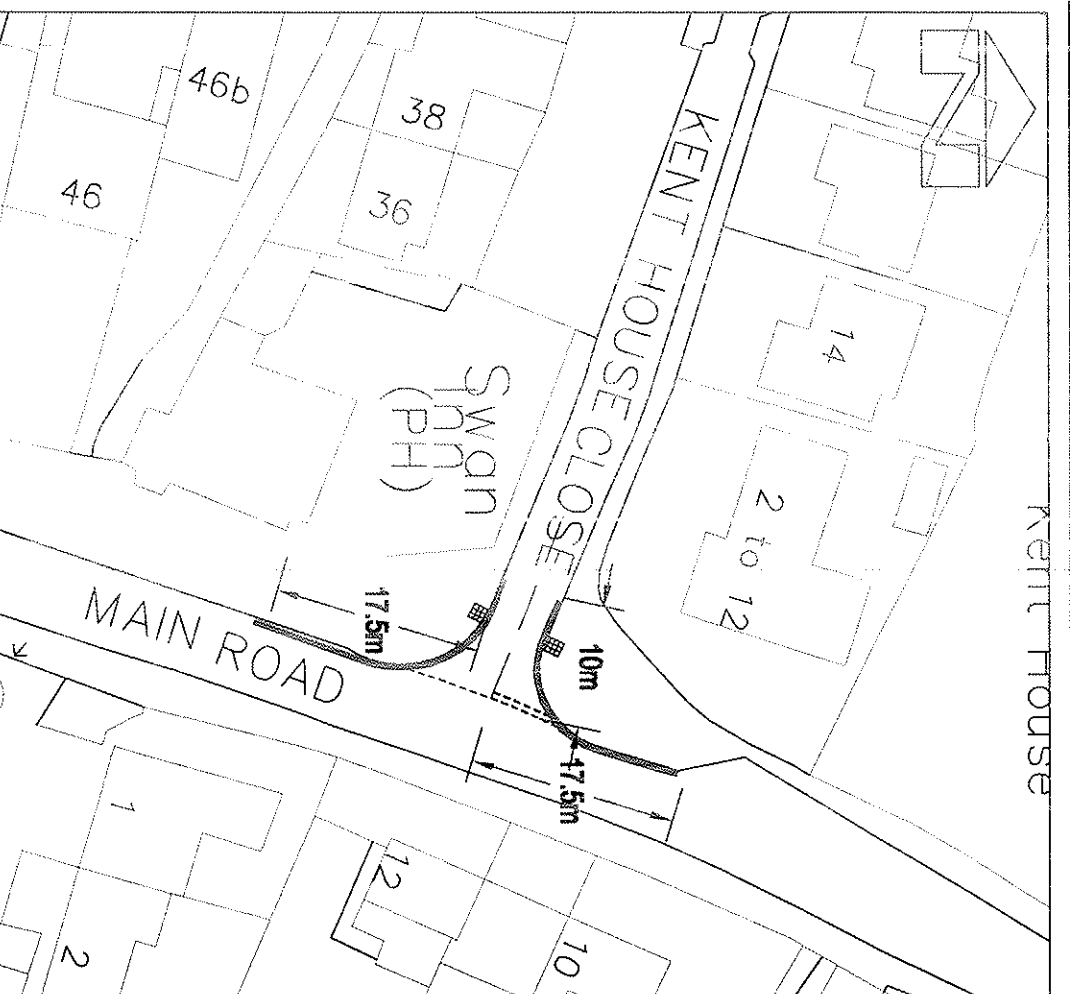 N
46b
46
38
36
KENT HOUSE CLOSE
14
2 to 12
Kent House
Swan
Inn
(PH)
17.5m
10m
17.5m
MAIN ROAD
1
2
12
10